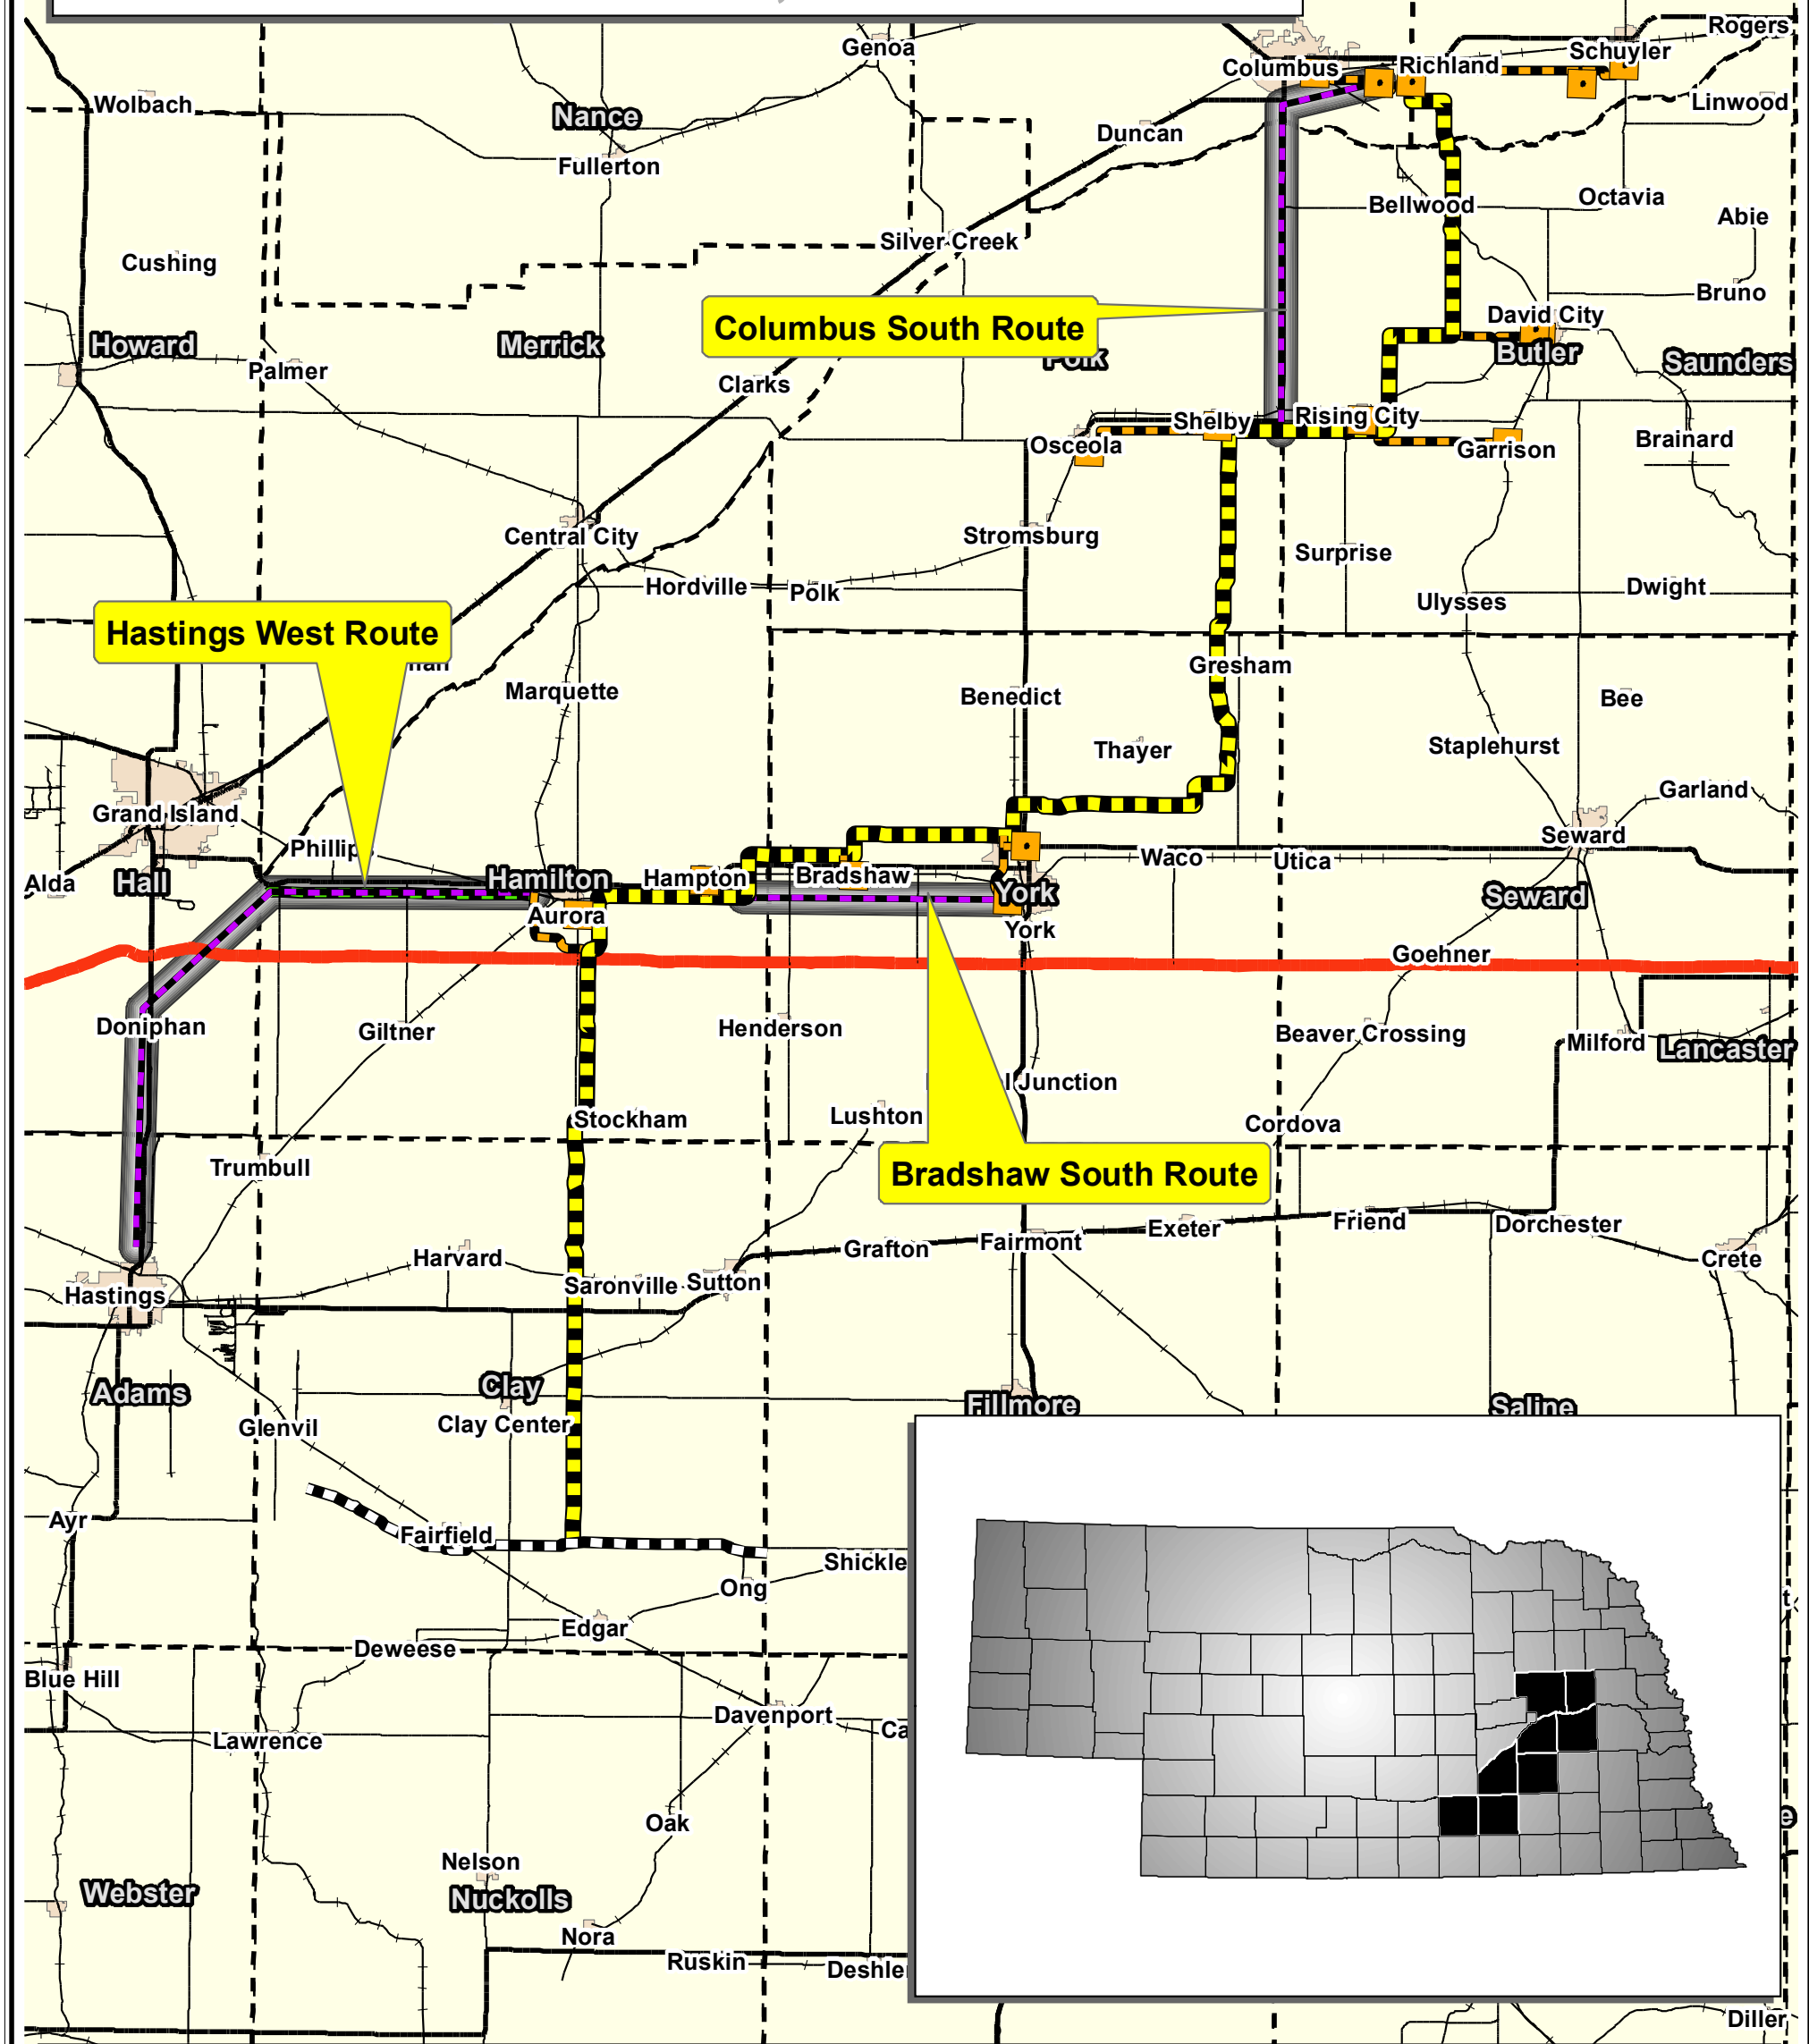 Rogers
Genoa
Schuyler
Columbus
Richland
Wolbach
Linwood
Nance
Duncan
Fullerton
Octavia
Bellwood
Abie
Silver Creek
Cushing
Bruno
David City
Columbus South Route
Howard
Merrick
Polk
Butler
Saunders
Palmer
Clarks
Shelby
Rising City
Osceola
Brainard
Garrison
Central City
Stromsburg
Surprise
Hordville
Polk
Dwight
Ulysses
Hastings West Route
Gresham
Marquette
Benedict
Bee
Thayer
Staplehurst
Garland
Grand Island
Seward
Phillip
Waco
Utica
Alda
Hall
Hamilton
Hampton
Bradshaw
York
Seward
Aurora
York
Goehner
Doniphan
Giltner
Henderson
Beaver Crossing
Milford
Lancaster
Junction
Stockham
Lushton
Cordova
Trumbull
Bradshaw South Route
Friend
Dorchester
Exeter
Fairmont
Grafton
Harvard
Crete
Saronville
Sutton
Hastings
Adams
Clay
Fillmore
Saline
Glenvil
Clay Center
Ayr
Fairfield
Shickle
Ong
Edgar
Deweese
Blue Hill
Davenport
Ca
Lawrence
Oak
Nelson
Webster
Nuckolls
Nora
Ruskin
Deshler
Diller